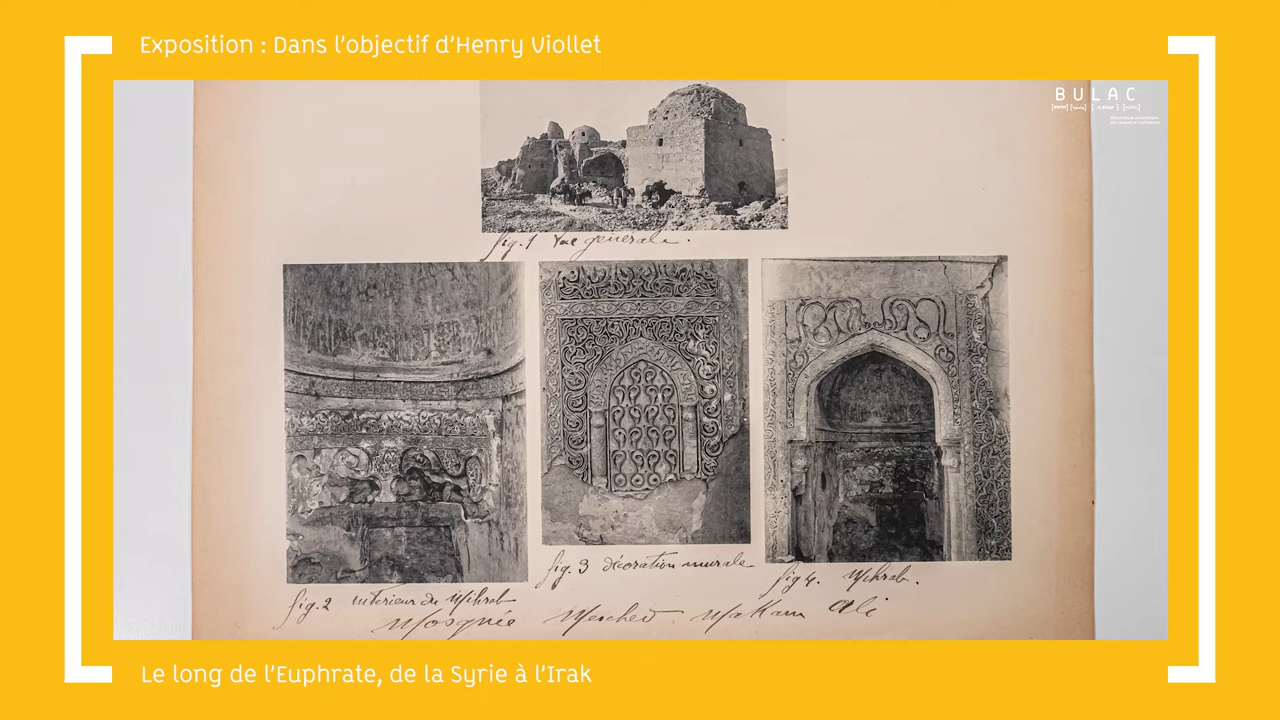 Exposition : Dans l'objectif d'Henry Viollet
BULAC
fig. 1 Vue générale.
fig. 3 décoration murale
fig 4. Mihrab.
fig. 2 intérieur du Mihrab
Mosquée Mesched Makam Ali
Le long de l'Euphrate, de la Syrie à l'Irak